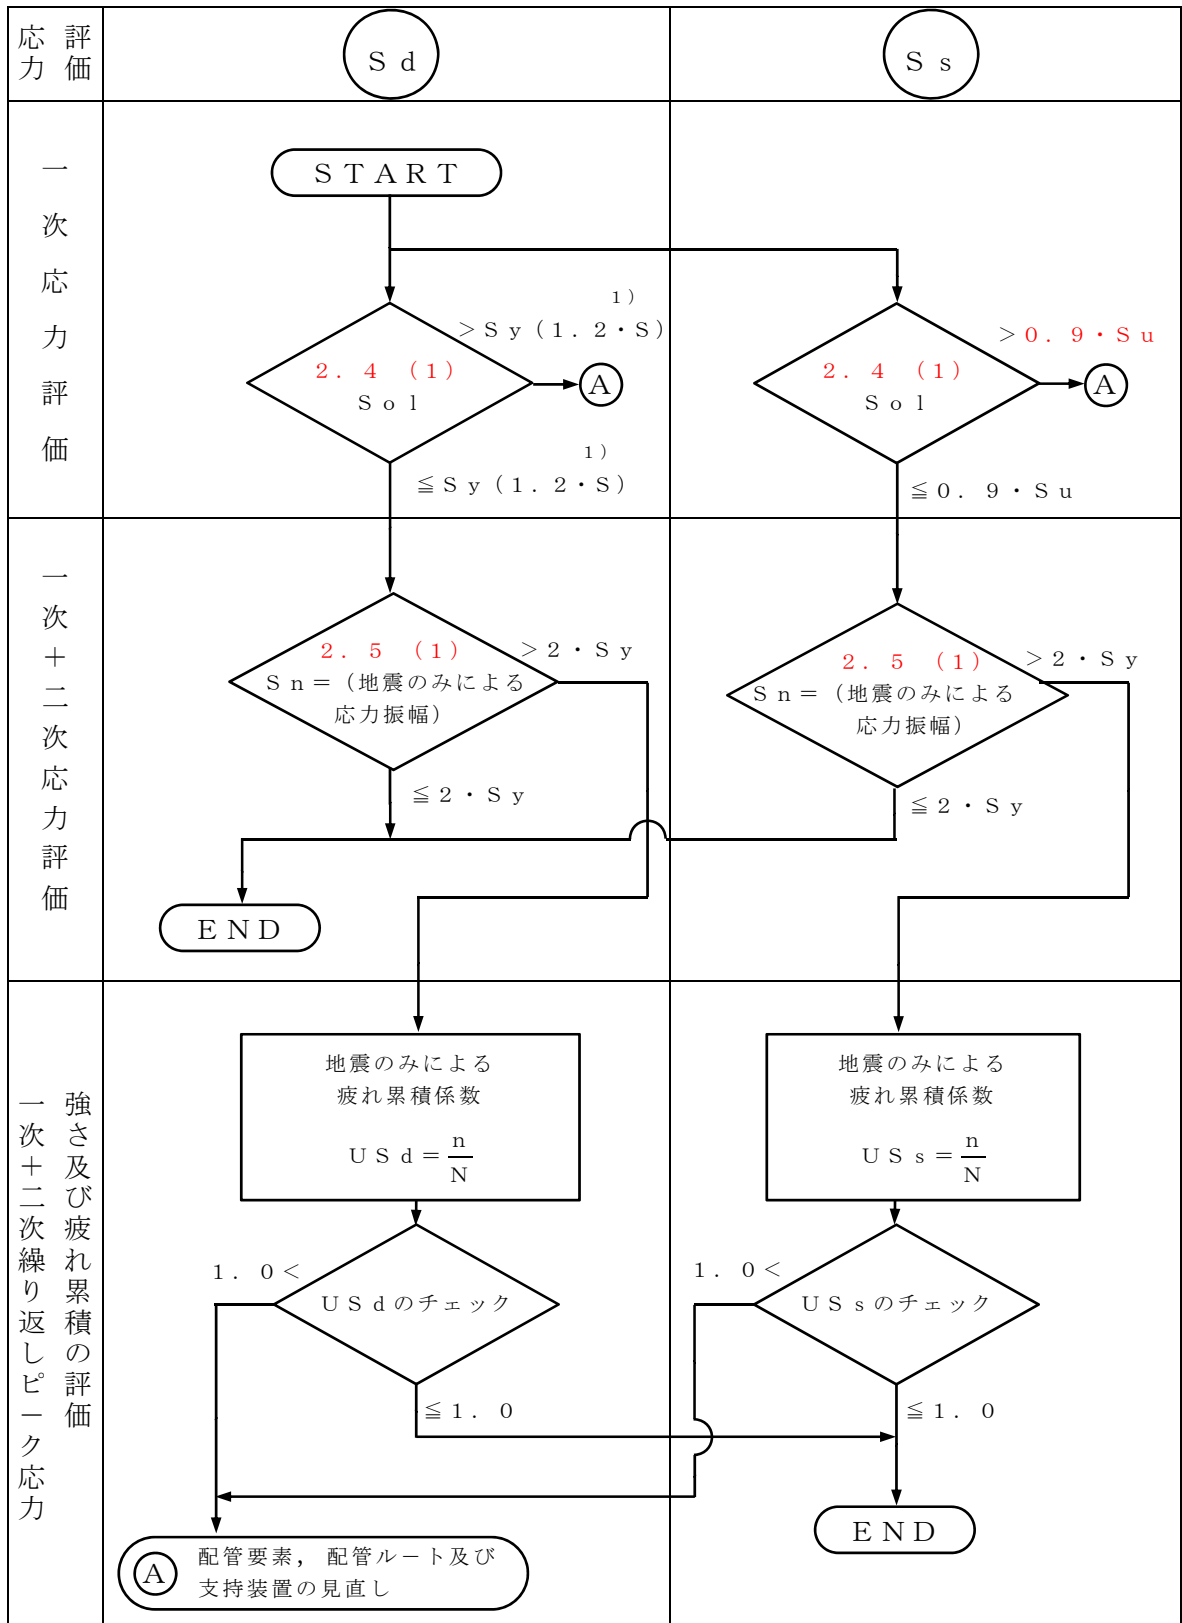 応力評価
Ｓｄ
Ｓｓ
一次応力評価
ＳＴＡＲＴ
１）
＞Ｓｙ（１．２・Ｓ）
２．４（１）
Ｓｏｌ
Ａ
１）
≦Ｓｙ（１．２・Ｓ）
＞０．９・Ｓｕ
２．４（１）
Ｓｏｌ
Ａ
≦０．９・Ｓｕ
一次＋二次応力評価
２．５（１）
Ｓｎ＝（地震のみによる
応力振幅）
＞２・Ｓｙ
≦２・Ｓｙ
ＥＮＤ
２．５（１）
Ｓｎ＝（地震のみによる
応力振幅）
＞２・Ｓｙ
≦２・Ｓｙ
一次＋二次繰り返しピーク応力
強さ及び疲れ累積の評価
地震のみによる
疲れ累積係数
ＵＳｄ＝n/N
１．０＜
ＵＳｄのチェック
≦１．０
地震のみによる
疲れ累積係数
ＵＳｓ＝n/N
１．０＜
ＵＳｓのチェック
≦１．０
ＥＮＤ
Ａ 配管要素，配管ルート及び
支持装置の見直し